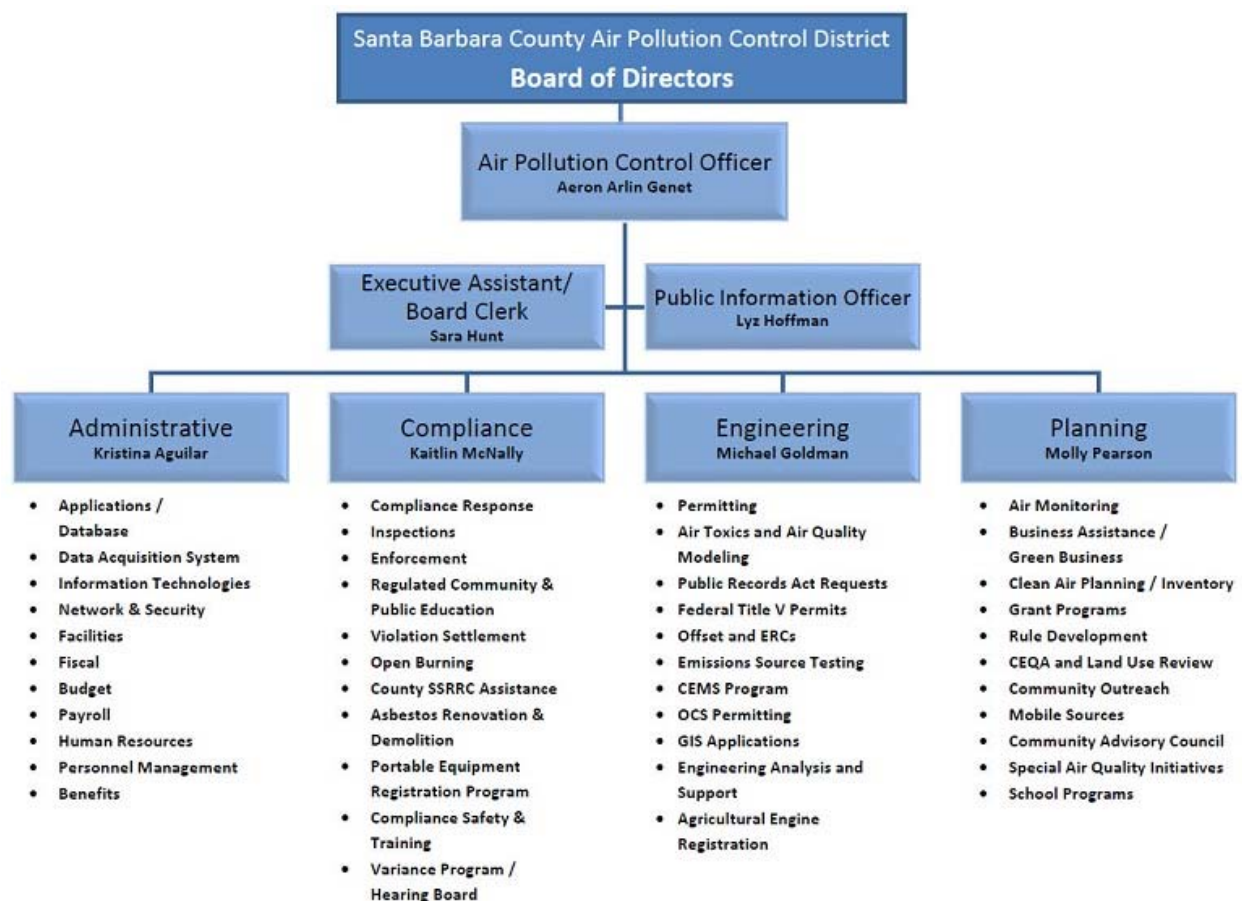 Santa Barbara County Air Pollution Control District
Board of Directors
Air Pollution Control Officer
Aeron Arlin Genet
Executive Assistant/
Board Clerk
Sara Hunt
Public Information Officer
Lyz Hoffman
Administrative
Kristina Aguilar
• Applications /
Database
• Data Acquisition System
• Information Technologies
• Network & Security
• Facilities
• Fiscal
• Budget
• Payroll
• Human Resources
• Personnel Management
• Benefits
Compliance
Kaitlin McNally
• Compliance Response
• Inspections
• Enforcement
• Regulated Community &
Public Education
• Violation Settlement
• Open Burning
• County SSRRC Assistance
• Asbestos Renovation &
Demolition
• Portable Equipment
Registration Program
• Compliance Safety &
Training
• Variance Program /
Hearing Board
Engineering
Michael Goldman
• Permitting
• Air Toxics and Air Quality
Modeling
• Public Records Act Requests
• Federal Title V Permits
• Offset and ERCs
• Emissions Source Testing
• CEMS Program
• OCS Permitting
• GIS Applications
• Engineering Analysis and
Support
• Agricultural Engine
Registration
Planning
Molly Pearson
• Air Monitoring
• Business Assistance /
Green Business
• Clean Air Planning / Inventory
• Grant Programs
• Rule Development
• CEQA and Land Use Review
• Community Outreach
• Mobile Sources
• Community Advisory Council
• Special Air Quality Initiatives
• School Programs